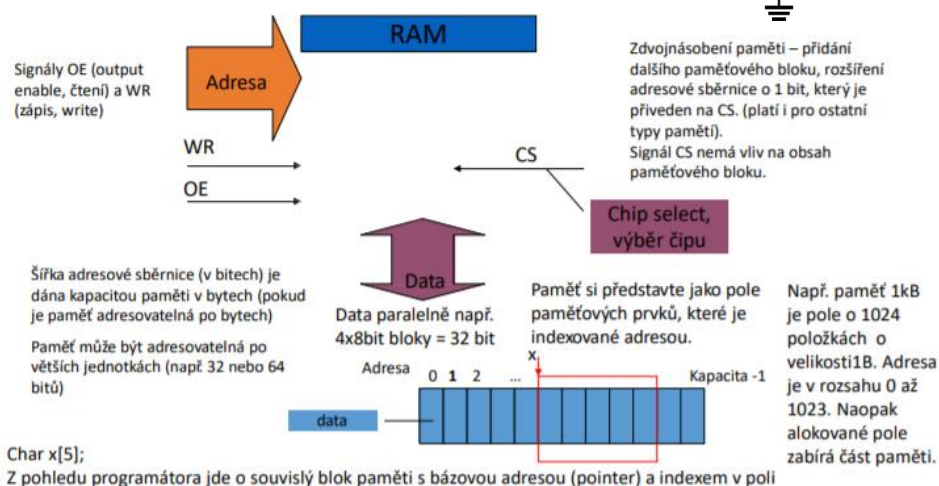 RAM
Signály OE (output
enable, čtení) a WR
(zápis, write)
Adresa
WR
OE
CS
Chip select,
výběr čipu
Zdvojnásobení paměti – přidání
dalšího paměťového bloku, rozšíření
adresové sběrnice o 1 bit, který je
přiveden na CS. (platí i pro ostatní
typy pamětí).
Signál CS nemá vliv na obsah
paměťového bloku.
Data
Data paralelně např.
4x8bit bloky = 32 bit
Šířka adresové sběrnice (v bitech) je
dána kapacitou paměti v bytech (pokud
je paměť adresovatelná po bytech)
Paměť může být adresovatelná po
větších jednotkách (např. 32 nebo 64
bitů)
Paměť si představte jako pole
paměťových prvků, které je
indexované adresou.
x
Např. paměť 1kB
je pole o 1024
položkách o
velikosti1B. Adresa
je v rozsahu 0 až
1023. Naopak
alokované pole
zabírá část paměti.
Adresa 0 1 2 ... Kapacita -1
data
Char x[5];
Z pohledu programátora jde o souvislý blok paměti s bázovou adresou (pointer) a indexem v poli